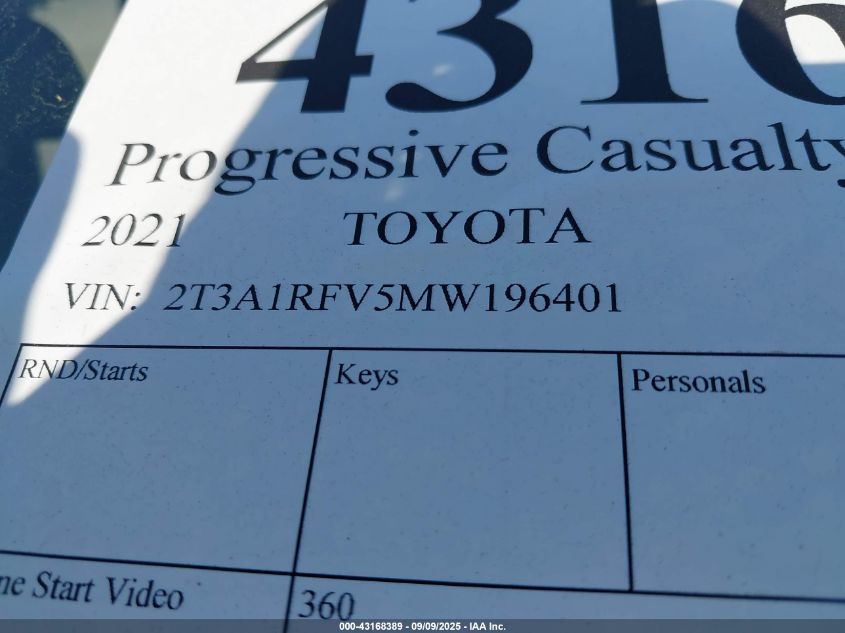 4316
Progressive Casualty
2021 TOYOTA
VIN: 2T3A1RFV5MW196401
RND/Starts Keys Personals
ne Start Video 360
000-43168389 - 09/09/2025 - IAA Inc.